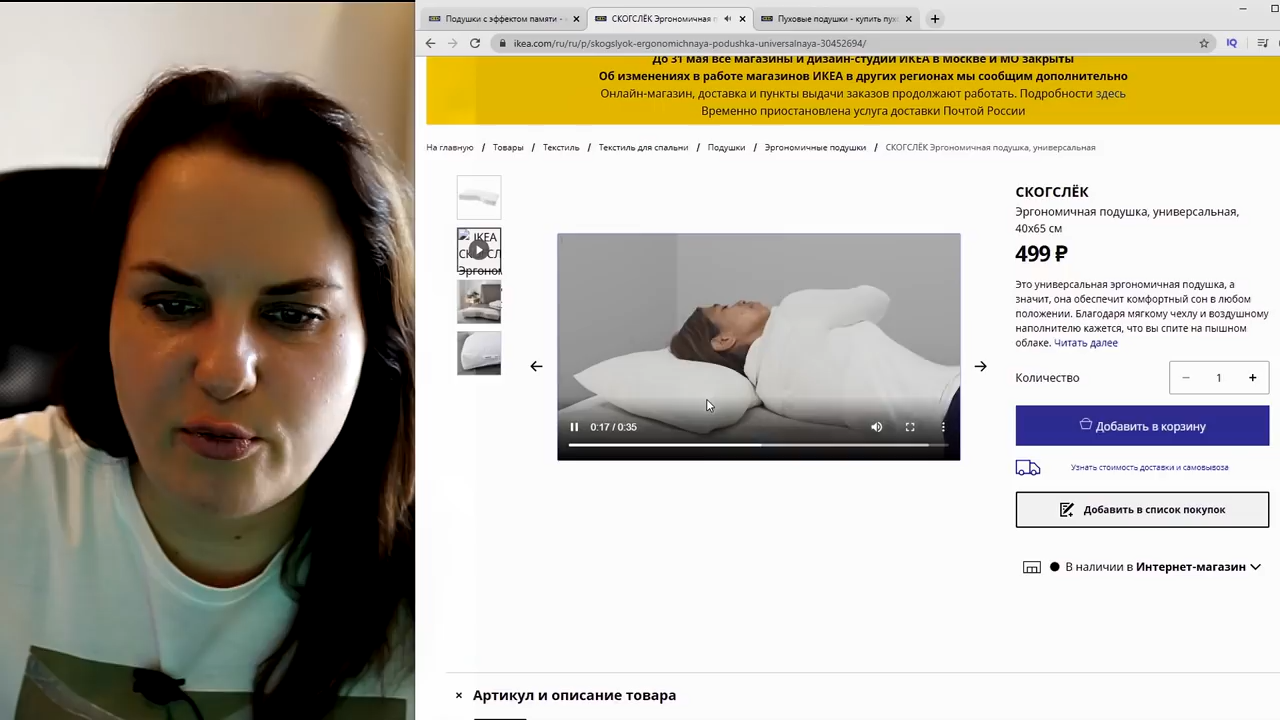 Подушки с эффектом памяти -
СКОГСЛЁК Эргономичная п
Пуховые подушки - купить пух
ikea.com/ru/ru/p/skogslyok-ergonomichnaya-podushka-universalnaya-30452694/
IQ
До 31 мая все магазины и дизайн-студии ИКЕА в Москве и МО закрыты
Об изменениях в работе магазинов ИКЕА в других регионах мы сообщим дополнительно
Онлайн-магазин, доставка и пункты выдачи заказов продолжают работать. Подробности здесь
Временно приостановлена услуга доставки Почтой России
На главную / Товары / Текстиль / Текстиль для спальни / Подушки / Эргономичные подушки / СКОГСЛЁК Эргономичная подушка, универсальная
IKEA
СКОГСЛ
Эргоном
0:17 / 0:35
СКОГСЛЁК
Эргономичная подушка, универсальная,
40x65 см
499 ₽
Это универсальная эргономичная подушка, а
значит, она обеспечит комфортный сон в любом
положении. Благодаря мягкому чехлу и воздушному
наполнителю кажется, что вы спите на пышном
облаке. Читать далее
Количество
− 1 +
Добавить в корзину
Узнать стоимость доставки и самовывоза
Добавить в список покупок
В наличии в Интернет-магазин
Артикул и описание товара